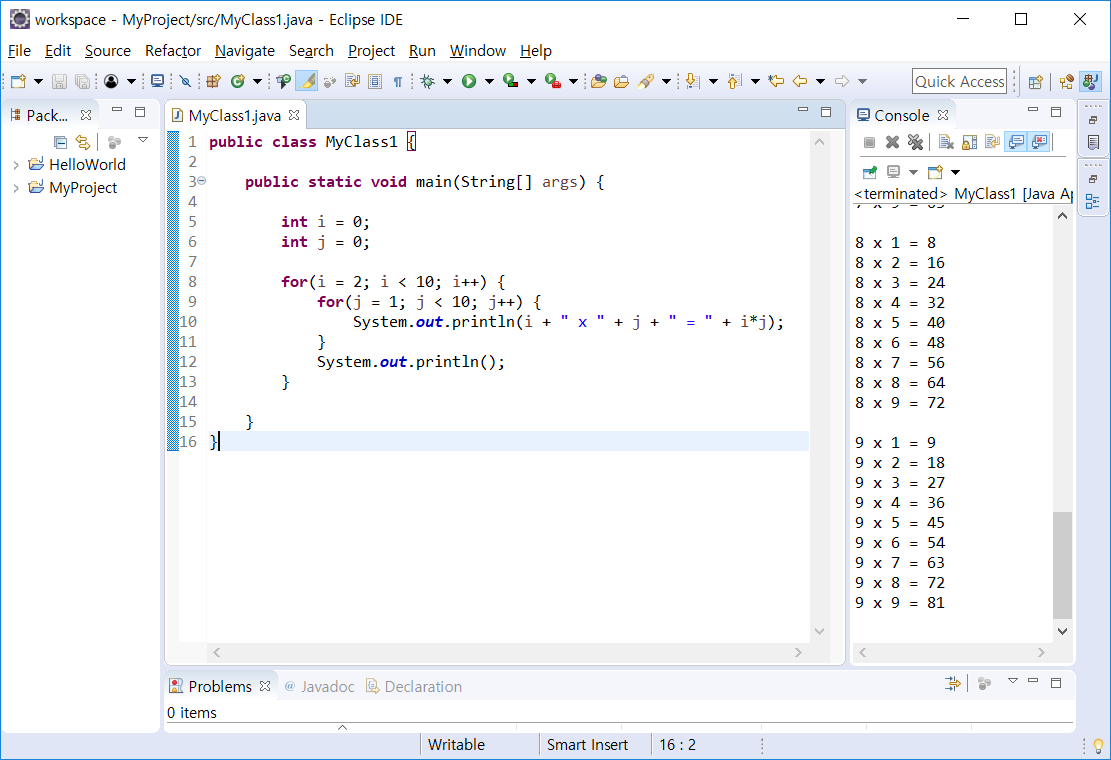 workspace - MyProject/src/MyClass1.java - Eclipse IDE
File Edit Source Refactor Navigate Search Project Run Window Help
Quick Access
Pack...
HelloWorld
MyProject
MyClass1.java
1 public class MyClass1 {
2
3 public static void main(String[] args) {
4
5 int i = 0;
6 int j = 0;
7
8 for(i = 2; i < 10; i++) {
9 for(j = 1; j < 10; j++) {
10 System.out.println(i + " x " + j + " = " + i*j);
11 }
12 System.out.println();
13 }
14
15 }
16 }
Console
<terminated> MyClass1 [Java Ap
8 x 1 = 8
8 x 2 = 16
8 x 3 = 24
8 x 4 = 32
8 x 5 = 40
8 x 6 = 48
8 x 7 = 56
8 x 8 = 64
8 x 9 = 72
9 x 1 = 9
9 x 2 = 18
9 x 3 = 27
9 x 4 = 36
9 x 5 = 45
9 x 6 = 54
9 x 7 = 63
9 x 8 = 72
9 x 9 = 81
Problems @ Javadoc Declaration
0 items
Writable Smart Insert 16 : 2